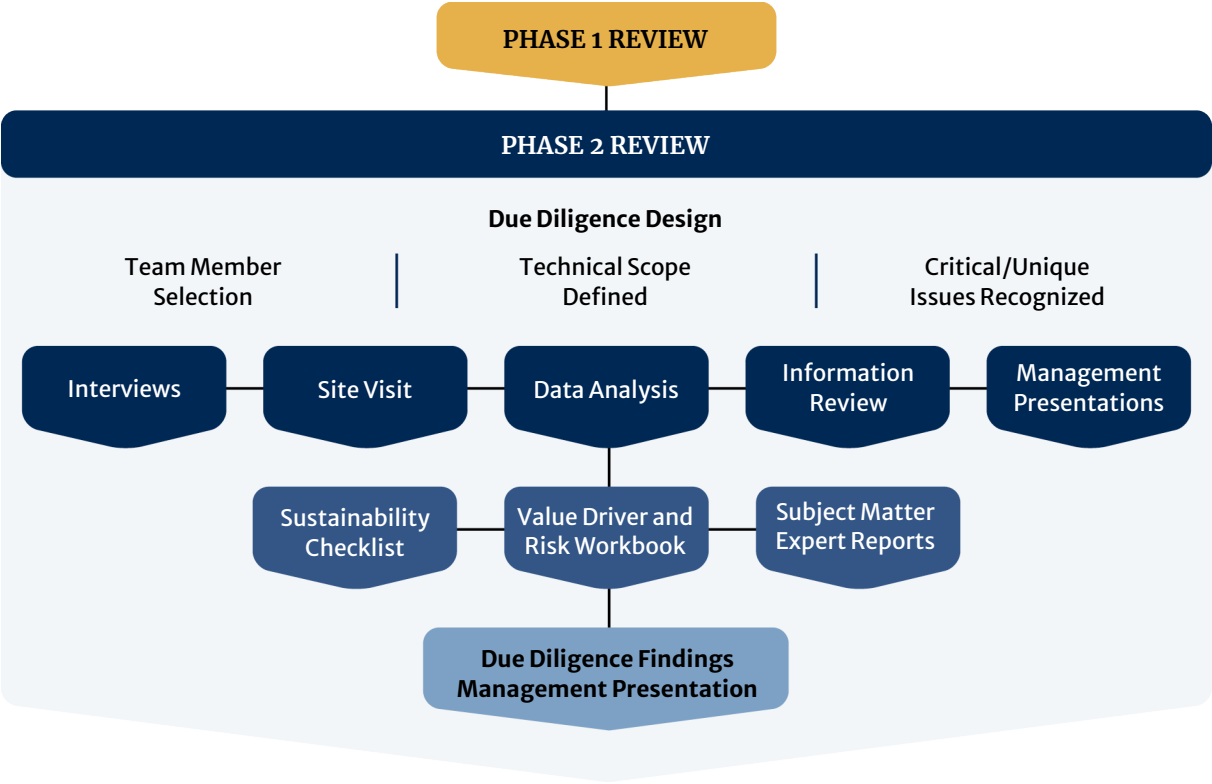 PHASE 1 REVIEW
PHASE 2 REVIEW
Due Diligence Design
Team Member
Selection
Technical Scope
Defined
Critical/Unique
Issues Recognized
Interviews
Site Visit
Data Analysis
Information
Review
Management
Presentations
Sustainability
Checklist
Value Driver and
Risk Workbook
Subject Matter
Expert Reports
Due Diligence Findings
Management Presentation